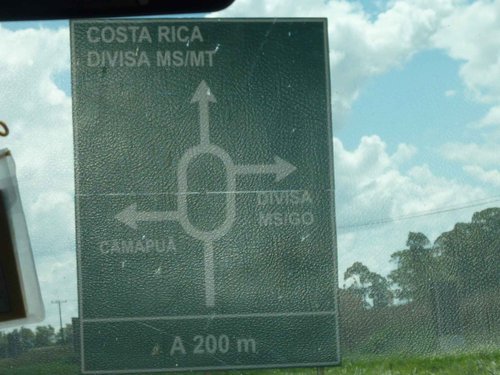 COSTA RICA
DIVISA MS/MT
DIVISA
MS/GO
CAMAPUÃ
A 200 m